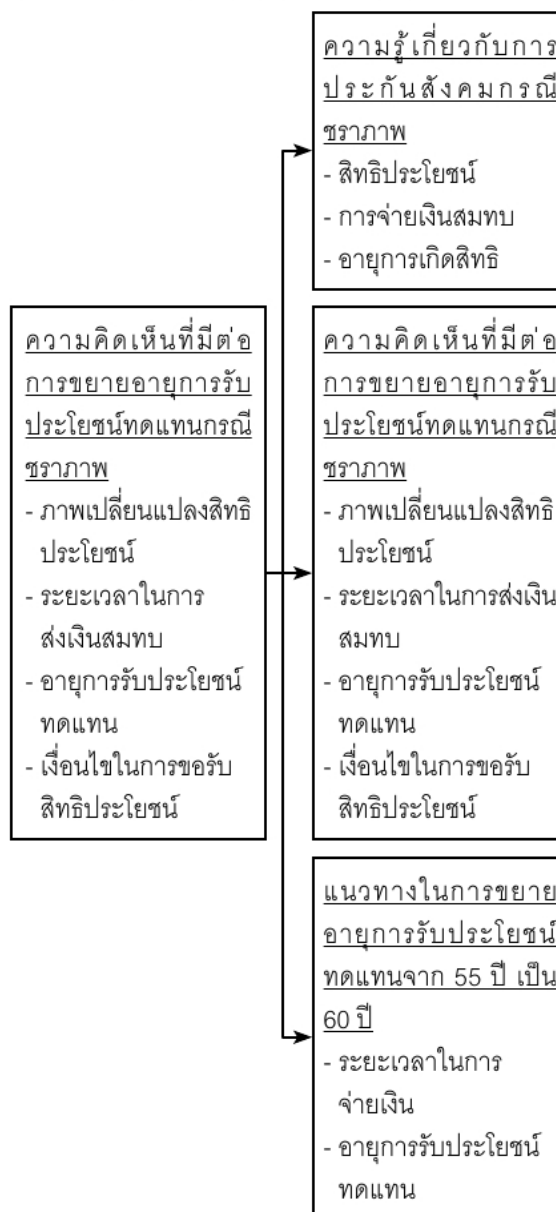 ความรู้เกี่ยวกับการ
ประกันสังคมกรณี
ชราภาพ
- สิทธิประโยชน์
- การจ่ายเงินสมทบ
- อายุการเกิดสิทธิ
ความคิดเห็นที่มีต่อ
การขยายอายุการรับ
ประโยชน์ทดแทนกรณี
ชราภาพ
- ภาพเปลี่ยนแปลงสิทธิ
ประโยชน์
- ระยะเวลาในการ
ส่งเงินสมทบ
- อายุการรับประโยชน์
ทดแทน
- เงื่อนไขในการขอรับ
สิทธิประโยชน์
ความคิดเห็นที่มีต่อ
การขยายอายุการรับ
ประโยชน์ทดแทนกรณี
ชราภาพ
- ภาพเปลี่ยนแปลงสิทธิ
ประโยชน์
- ระยะเวลาในการส่งเงิน
สมทบ
- อายุการรับประโยชน์
ทดแทน
- เงื่อนไขในการขอรับ
สิทธิประโยชน์
แนวทางในการขยาย
อายุการรับประโยชน์
ทดแทนจาก 55 ปี เป็น
60 ปี
- ระยะเวลาในการ
จ่ายเงิน
- อายุการรับประโยชน์
ทดแทน